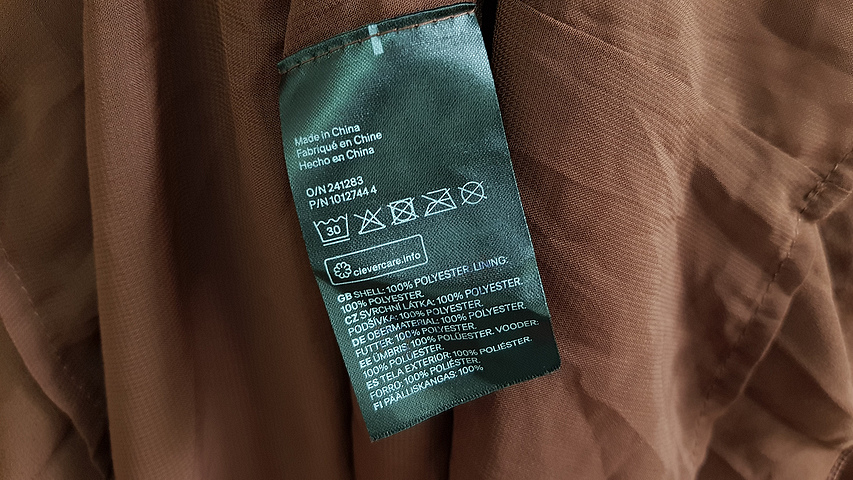 Made in China
Fabriqué en Chine
Hecho en China
O/N 241283
P/N 1012744 4
30
clevercare.info
GB SHELL: 100% POLYESTER. LINING:
100% POLYESTER.
CZ SVRCHNÍ LÁTKA: 100% POLYESTER.
PODŠÍVKA: 100% POLYESTER.
DE OBERMATERIAL: 100% POLYESTER.
FUTTER: 100% POLYESTER.
EE ÜMBRIS: 100% POLÜESTER. VOODER:
100% POLÜESTER.
ES TELA EXTERIOR: 100% POLIÉSTER.
FORRO: 100% POLIÉSTER.
FI PÄÄLLISKANGAS: 100%